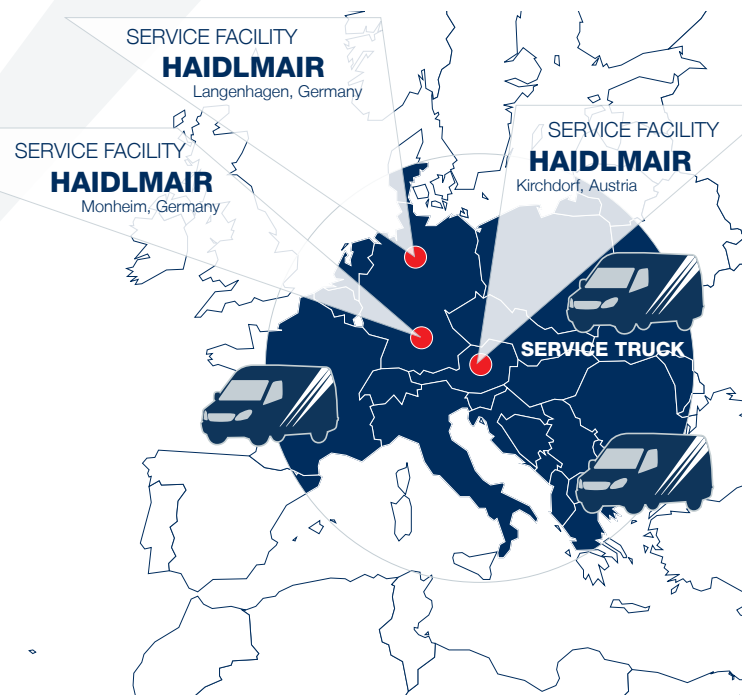 SERVICE FACILITY
HAIDLMAIR
Langenhagen, Germany
SERVICE FACILITY
HAIDLMAIR
Monheim, Germany
SERVICE FACILITY
HAIDLMAIR
Kirchdorf, Austria
SERVICE TRUCK